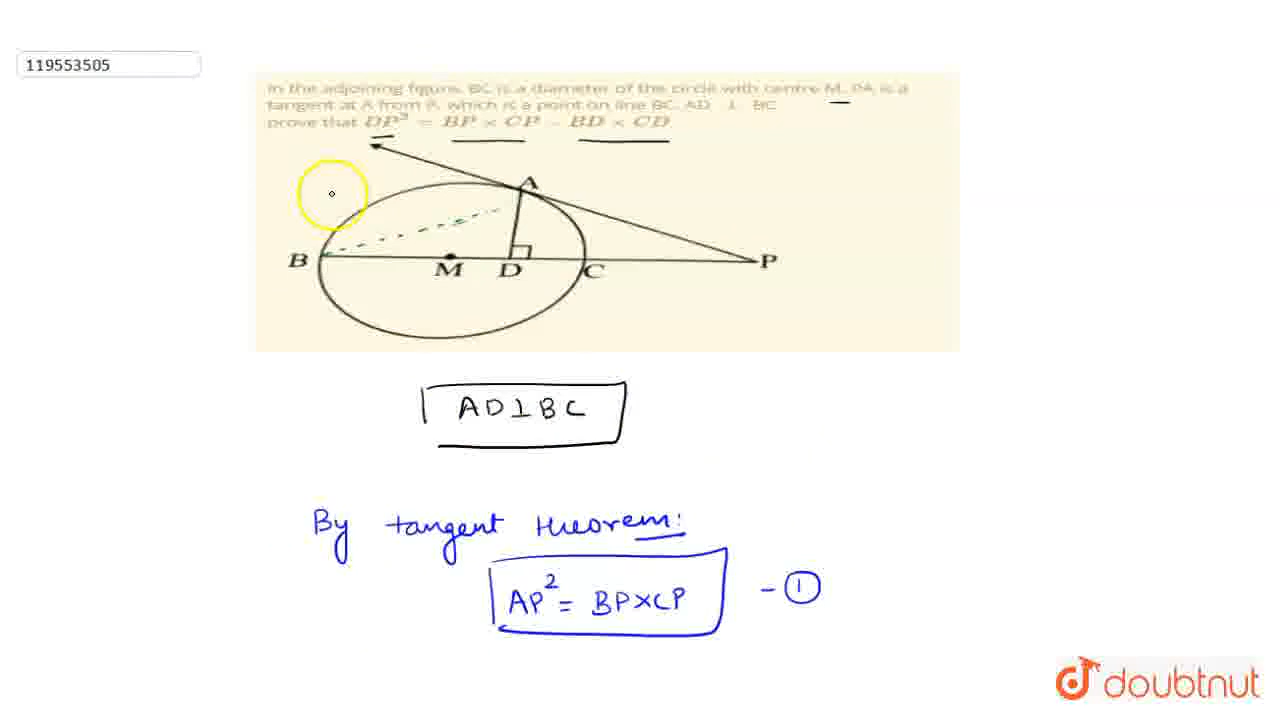 119553505
In the adjoining figure, BC is a diameter of the circle with centre M. PA is a
tangent at A from P, which is a point on line BC. AD ⊥ BC
prove that DP² = BP × CP - BD × CD
A
B
M
D
C
P
AD⊥BC
By tangent theorem:
AP² = BP×CP - ①
doubtnut